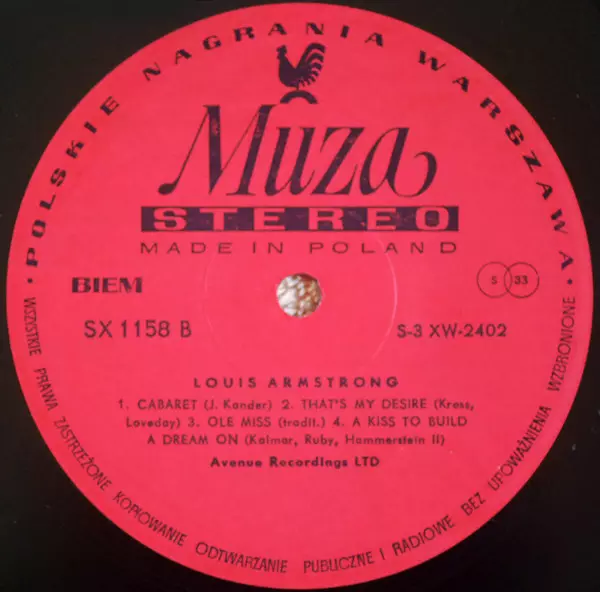 · POLSKIE NAGRANIA WARSZAWA ·
Muza
STEREO
MADE IN POLAND
BIEM
S 33
SX 1158 B
S-3 XW-2402
LOUIS ARMSTRONG
1. CABARET (J. Kander) 2. THAT'S MY DESIRE (Kress,
Loveday) 3. OLE MISS (tradit.) 4. A KISS TO BUILD
A DREAM ON (Kalmar, Ruby, Hammerstein II)
Avenue Recordings LTD
WSZYSTKIE PRAWA ZASTRZEŻONE KOPIOWANIE ODTWARZANIE PUBLICZNE I RADIOWE BEZ UPOWAŻNIENIA WZBRONIONE